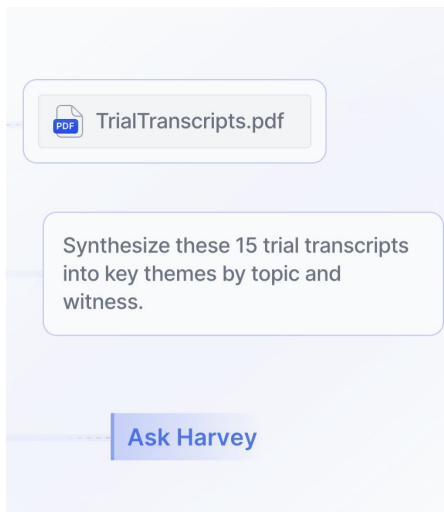 PDF
TrialTranscripts.pdf
Synthesize these 15 trial transcripts
into key themes by topic and
witness.
Ask Harvey